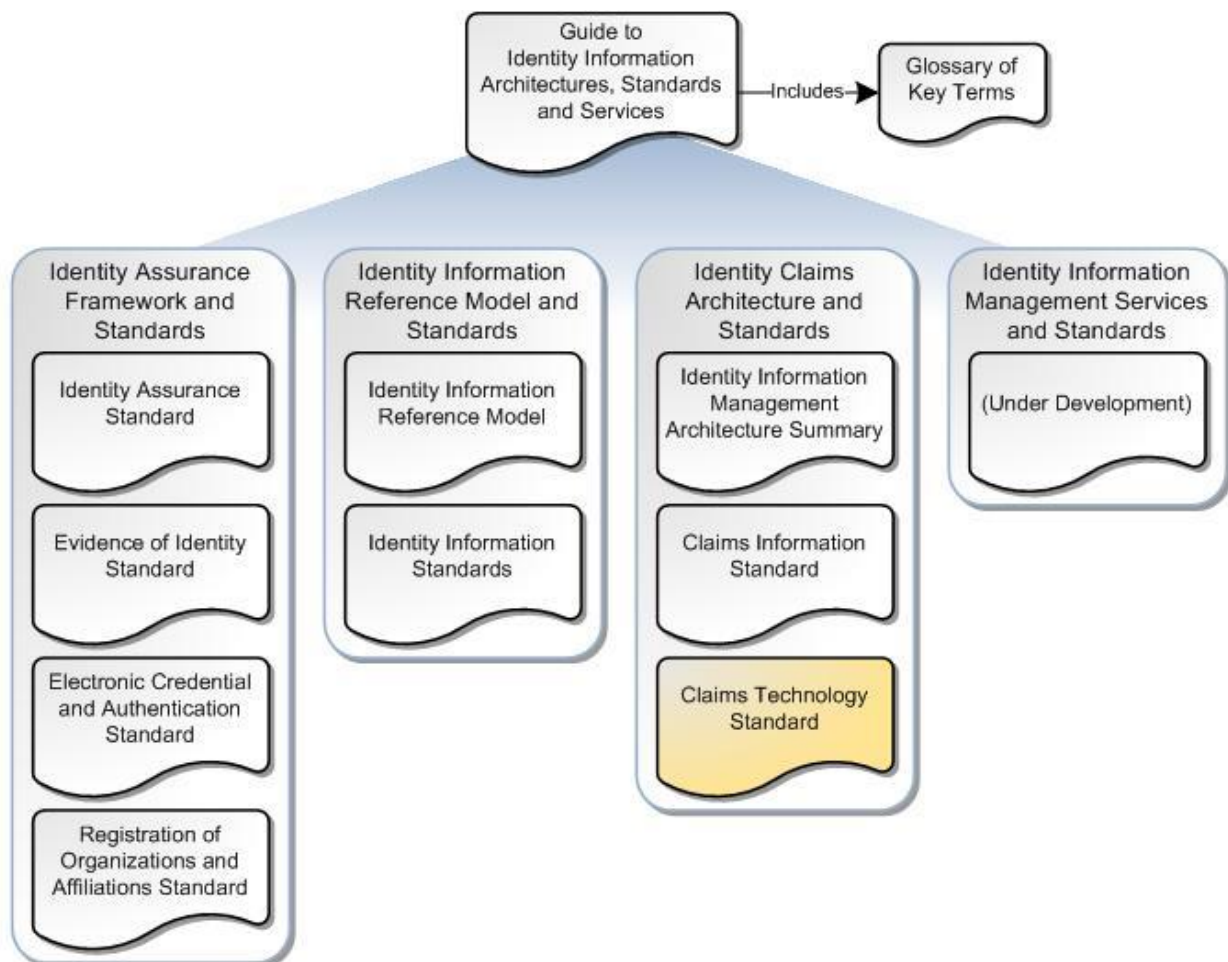 Guide to
Identity Information
Architectures, Standards
and Services
Includes
Glossary of
Key Terms
Identity Assurance
Framework and
Standards
Identity Assurance
Standard
Evidence of Identity
Standard
Electronic Credential
and Authentication
Standard
Registration of
Organizations and
Affiliations Standard
Identity Information
Reference Model and
Standards
Identity Information
Reference Model
Identity Information
Standards
Identity Claims
Architecture and
Standards
Identity Information
Management
Architecture Summary
Claims Information
Standard
Claims Technology
Standard
Identity Information
Management Services
and Standards
(Under Development)